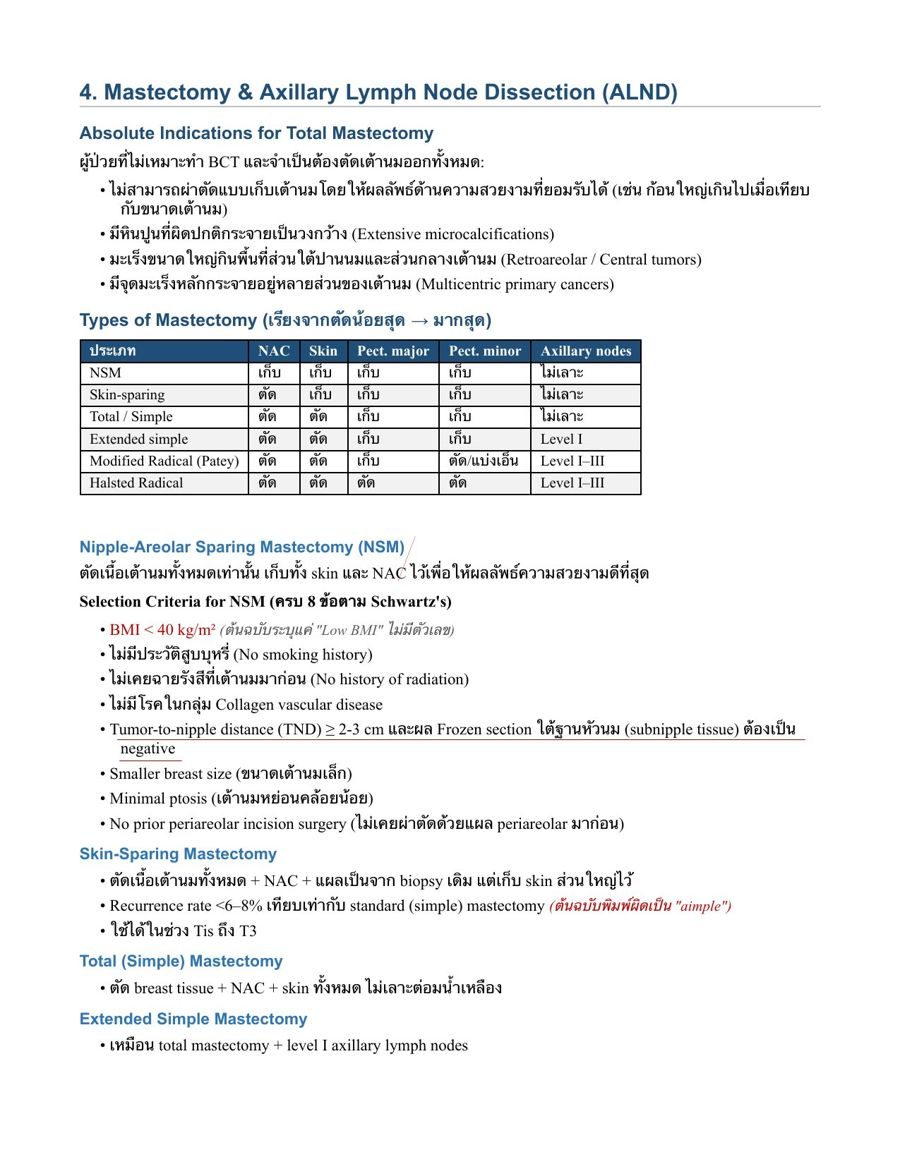 4. Mastectomy & Axillary Lymph Node Dissection (ALND)
Absolute Indications for Total Mastectomy
ผู้ป่วยที่ไม่เหมาะทำ BCT และจำเป็นต้องตัดเต้านมออกทั้งหมด:
• ไม่สามารถผ่าตัดแบบเก็บเต้านมโดยให้ผลลัพธ์ด้านความสวยงามที่ยอมรับได้ (เช่น ก้อนใหญ่เกินไปเมื่อเทียบ
กับขนาดเต้านม)
• มีหินปูนที่ผิดปกติกระจายเป็นวงกว้าง (Extensive microcalcifications)
• มะเร็งขนาดใหญ่กินพื้นที่ส่วนใต้ปานนมและส่วนกลางเต้านม (Retroareolar / Central tumors)
• มีจุดมะเร็งหลักกระจายอยู่หลายส่วนของเต้านม (Multicentric primary cancers)
Types of Mastectomy (เรียงจากตัดน้อยสุด → มากสุด)
ประเภท NAC Skin Pect. major Pect. minor Axillary nodes
NSM เก็บ เก็บ เก็บ เก็บ ไม่เลาะ
Skin-sparing ตัด เก็บ เก็บ เก็บ ไม่เลาะ
Total / Simple ตัด ตัด เก็บ เก็บ ไม่เลาะ
Extended simple ตัด ตัด เก็บ เก็บ Level I
Modified Radical (Patey) ตัด ตัด เก็บ ตัด/แบ่งเอ็น Level I–III
Halsted Radical ตัด ตัด ตัด ตัด Level I–III
Nipple-Areolar Sparing Mastectomy (NSM)
ตัดเนื้อเต้านมทั้งหมดเท่านั้น เก็บทั้ง skin และ NAC ไว้เพื่อให้ผลลัพธ์ความสวยงามดีที่สุด
Selection Criteria for NSM (ครบ 8 ข้อตาม Schwartz's)
• BMI < 40 kg/m² (ต้นฉบับระบุแค่ "Low BMI" ไม่มีตัวเลข)
• ไม่มีประวัติสูบบุหรี่ (No smoking history)
• ไม่เคยฉายรังสีที่เต้านมมาก่อน (No history of radiation)
• ไม่มีโรคในกลุ่ม Collagen vascular disease
• Tumor-to-nipple distance (TND) ≥ 2-3 cm และผล Frozen section ใต้ฐานหัวนม (subnipple tissue) ต้องเป็น
negative
• Smaller breast size (ขนาดเต้านมเล็ก)
• Minimal ptosis (เต้านมหย่อนคล้อยน้อย)
• No prior periareolar incision surgery (ไม่เคยผ่าตัดด้วยแผล periareolar มาก่อน)
Skin-Sparing Mastectomy
• ตัดเนื้อเต้านมทั้งหมด + NAC + แผลเป็นจาก biopsy เดิม แต่เก็บ skin ส่วนใหญ่ไว้
• Recurrence rate <6–8% เทียบเท่ากับ standard (simple) mastectomy (ต้นฉบับพิมพ์ผิดเป็น "aimple")
• ใช้ได้ในช่วง Tis ถึง T3
Total (Simple) Mastectomy
• ตัด breast tissue + NAC + skin ทั้งหมด ไม่เลาะต่อมน้ำเหลือง
Extended Simple Mastectomy
• เหมือน total mastectomy + level I axillary lymph nodes